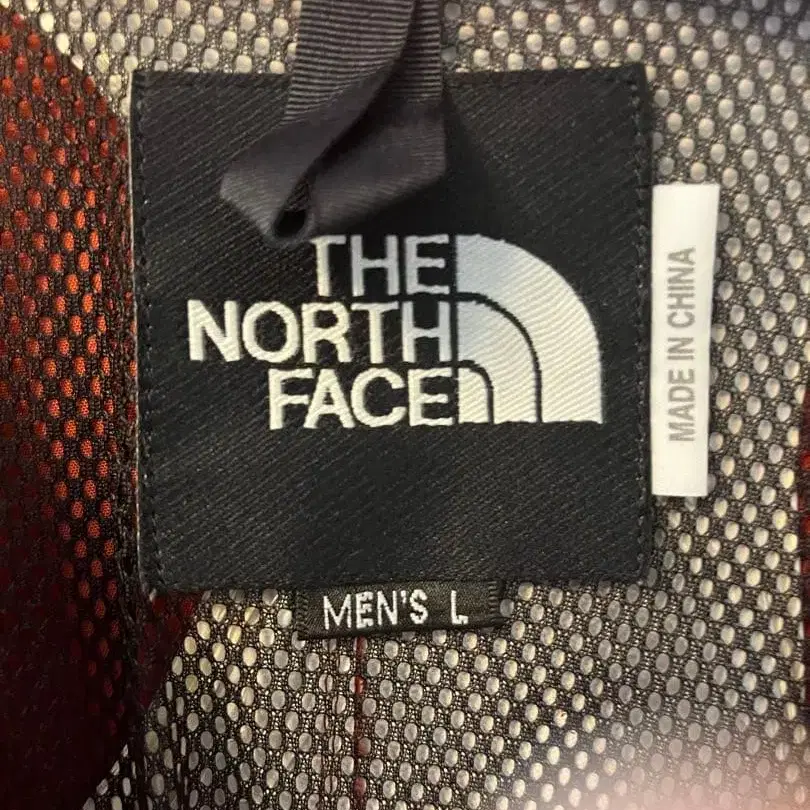 THE
NORTH
FACE
MEN'S L
MADE IN CHINA